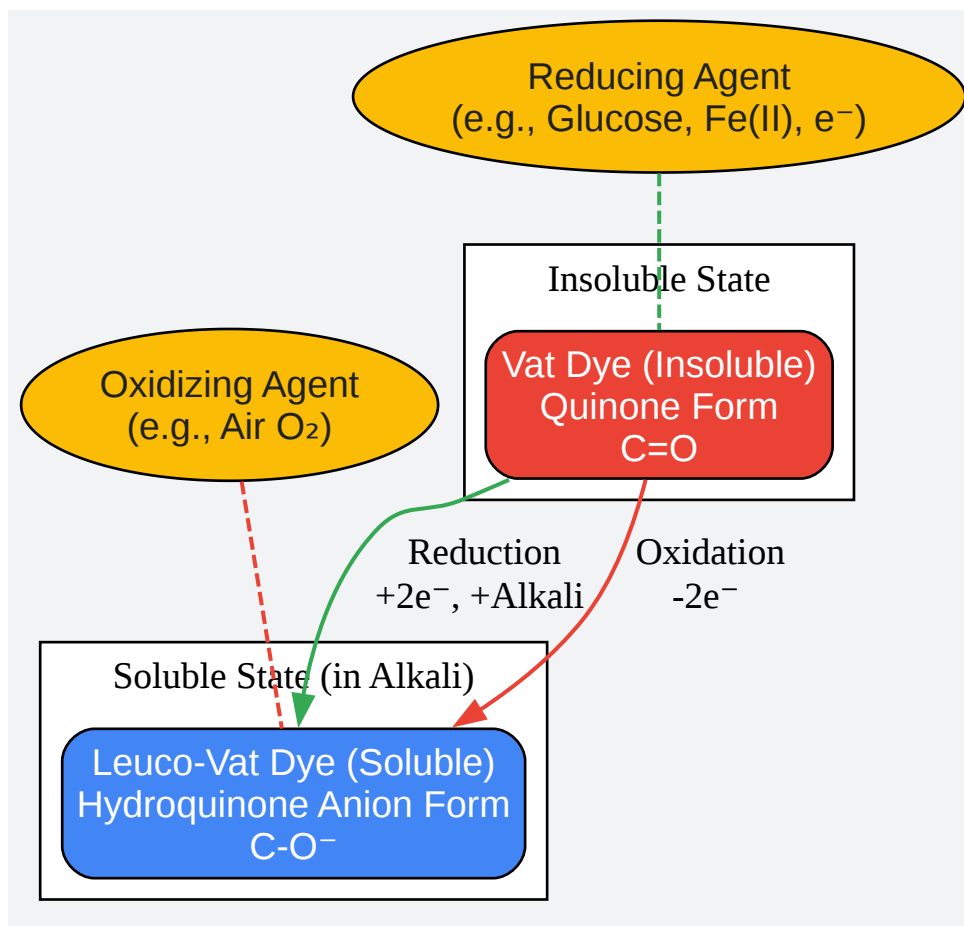 Reducing Agent
(e.g., Glucose, Fe(II), e⁻)
Insoluble State
Vat Dye (Insoluble)
Quinone Form
C=O
Oxidizing Agent
(e.g., Air O₂)
Reduction
+2e⁻, +Alkali
Oxidation
-2e⁻
Soluble State (in Alkali)
Leuco-Vat Dye (Soluble)
Hydroquinone Anion Form
C-O⁻